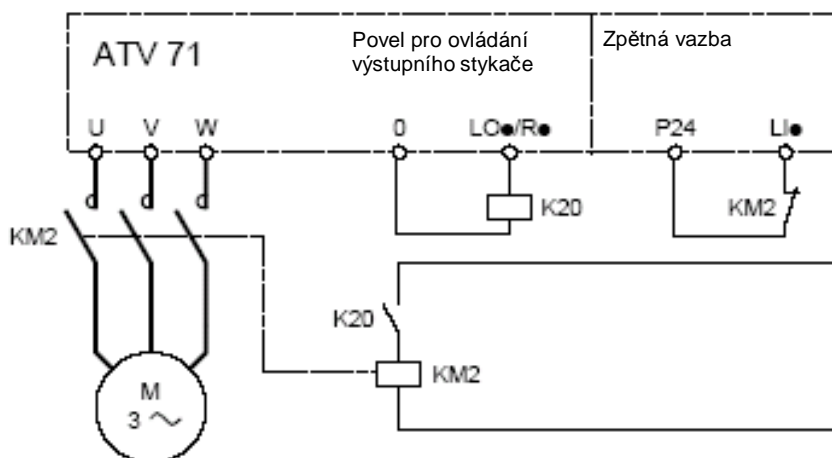 ATV 71
Povel pro ovládání
výstupního stykače
Zpětná vazba
U V W 0 LO●/R● P24 LI●
K20 KM2
KM2
K20
KM2
M
3 ~